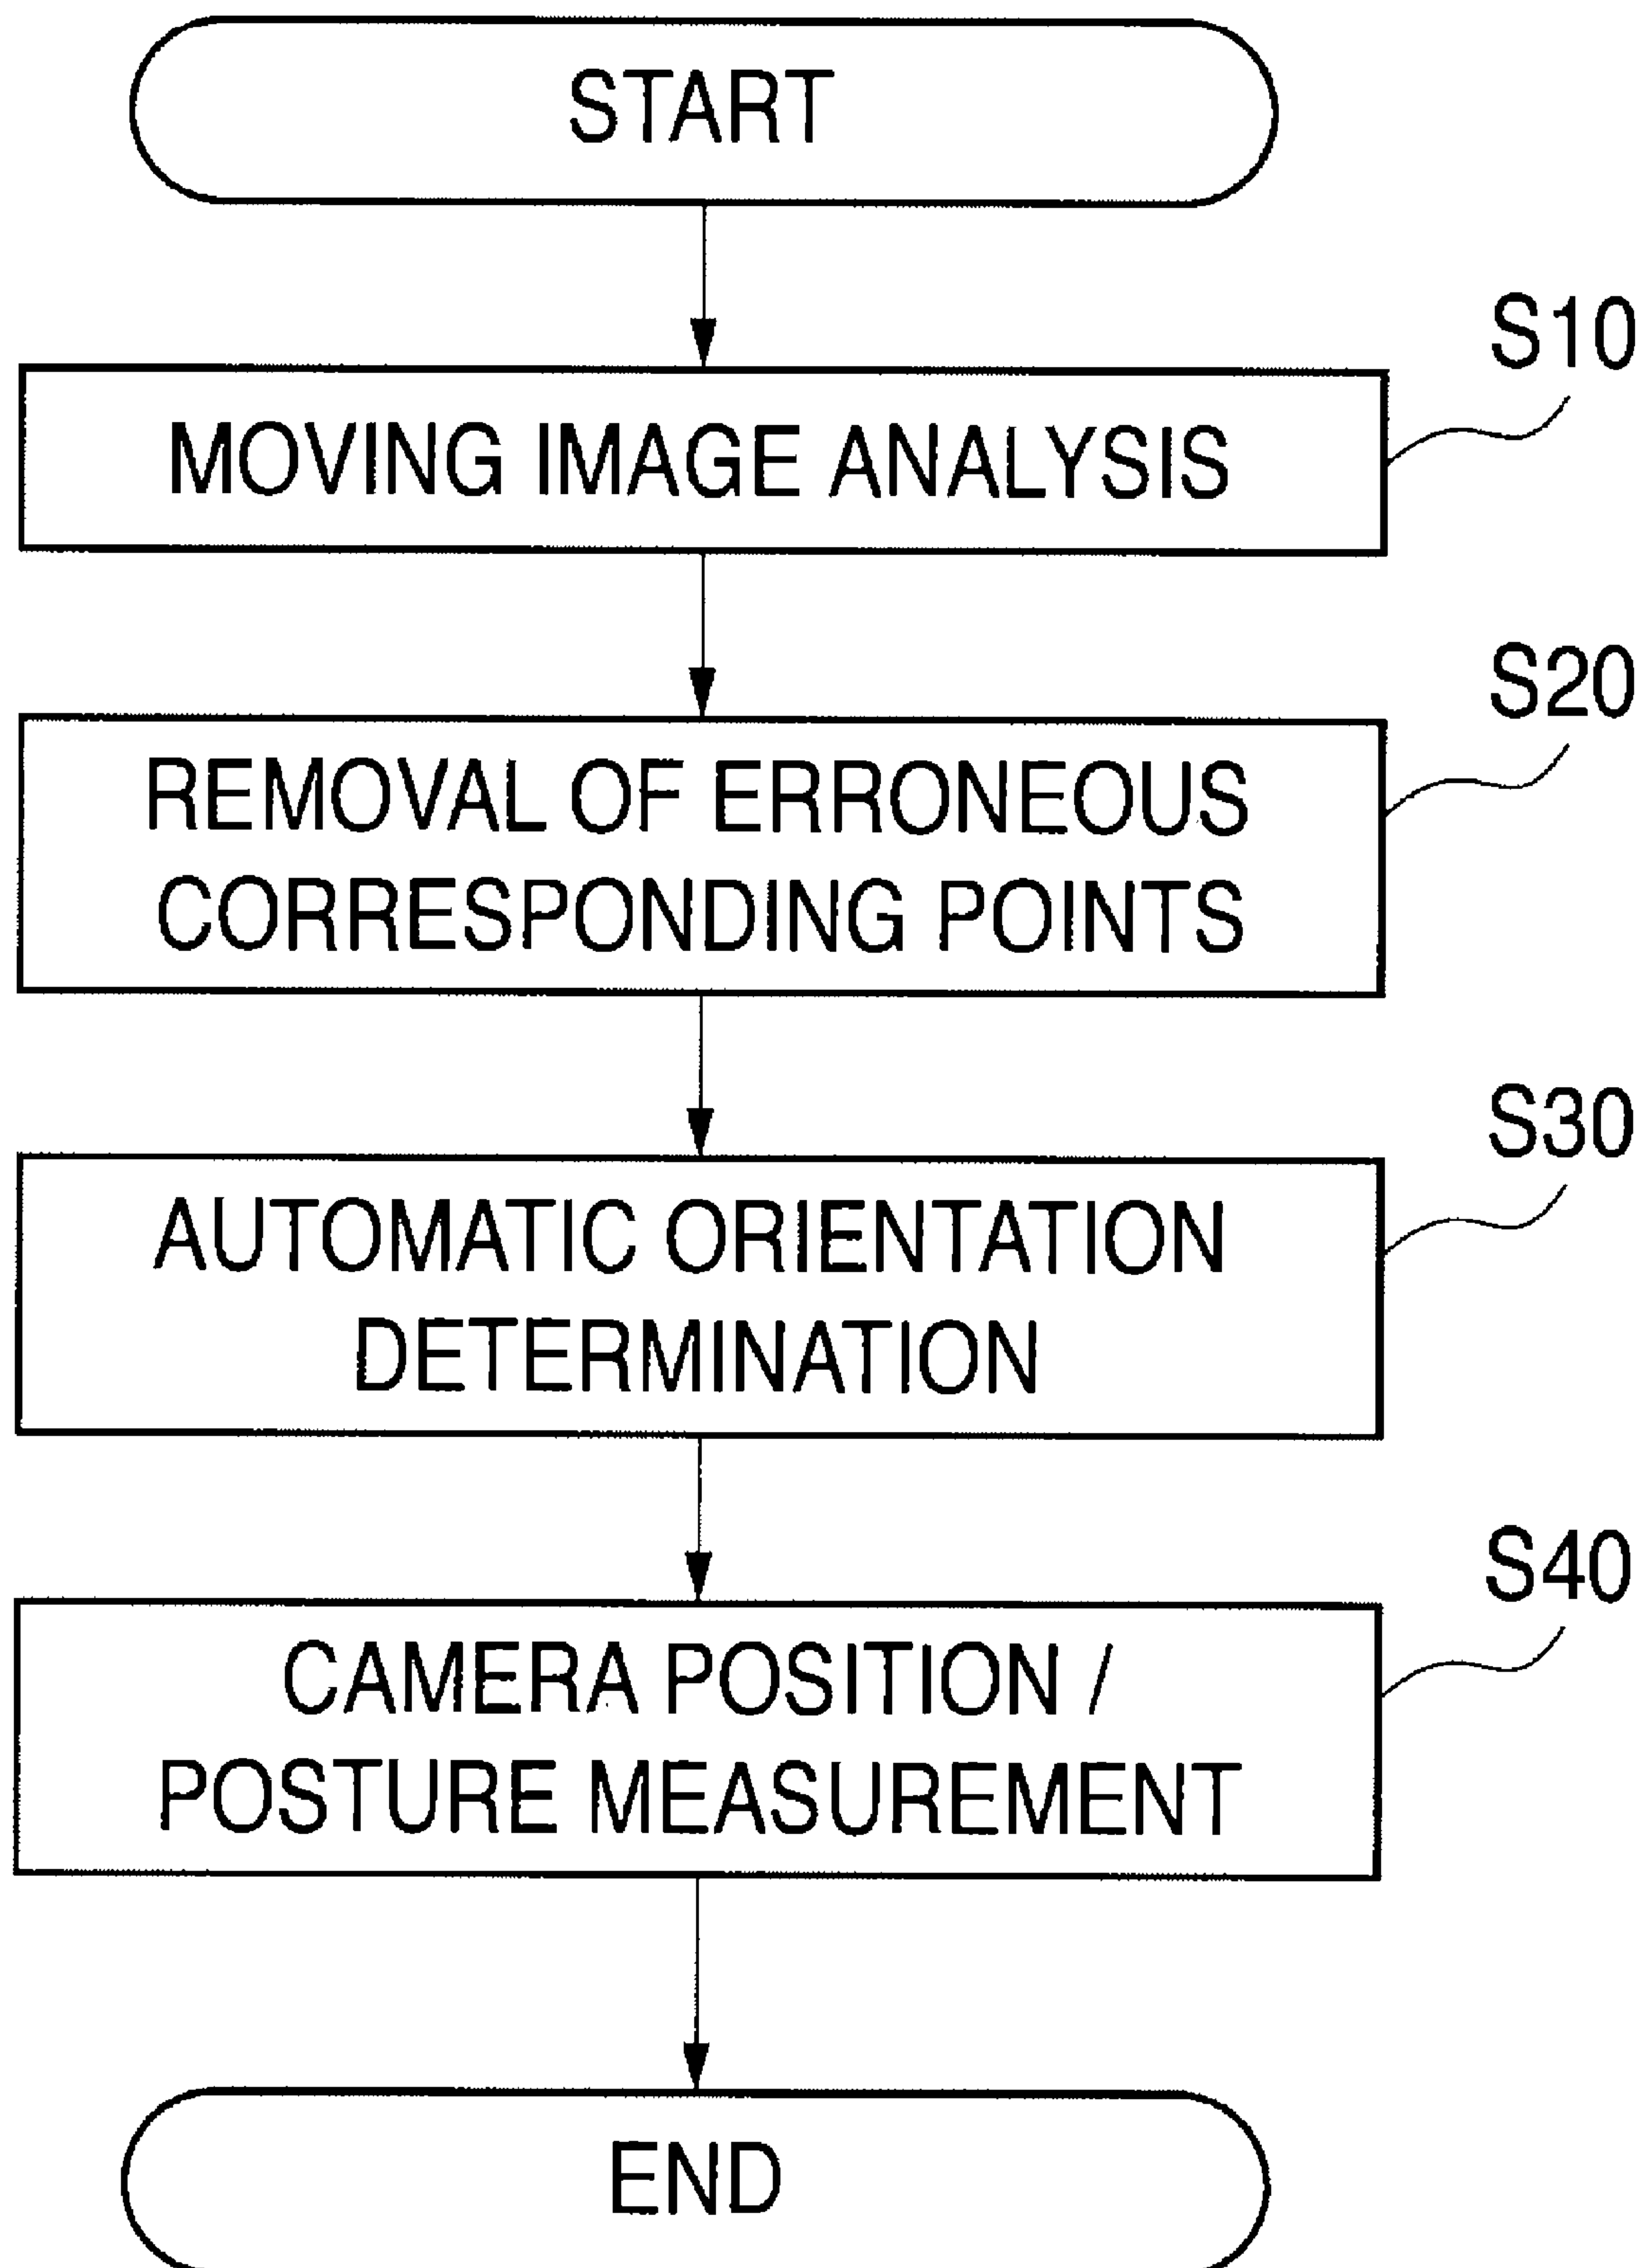 START
S10
MOVING IMAGE ANALYSIS
S20
REMOVAL OF ERRONEOUS
CORRESPONDING POINTS
S30
AUTOMATIC ORIENTATION
DETERMINATION
S40
CAMERA POSITION /
POSTURE MEASUREMENT
END